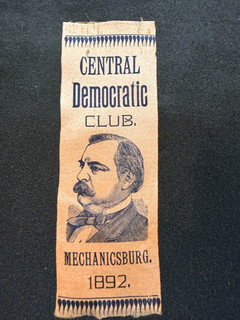 CENTRAL
Democratic
CLUB.
MECHANICSBURG.
1892.